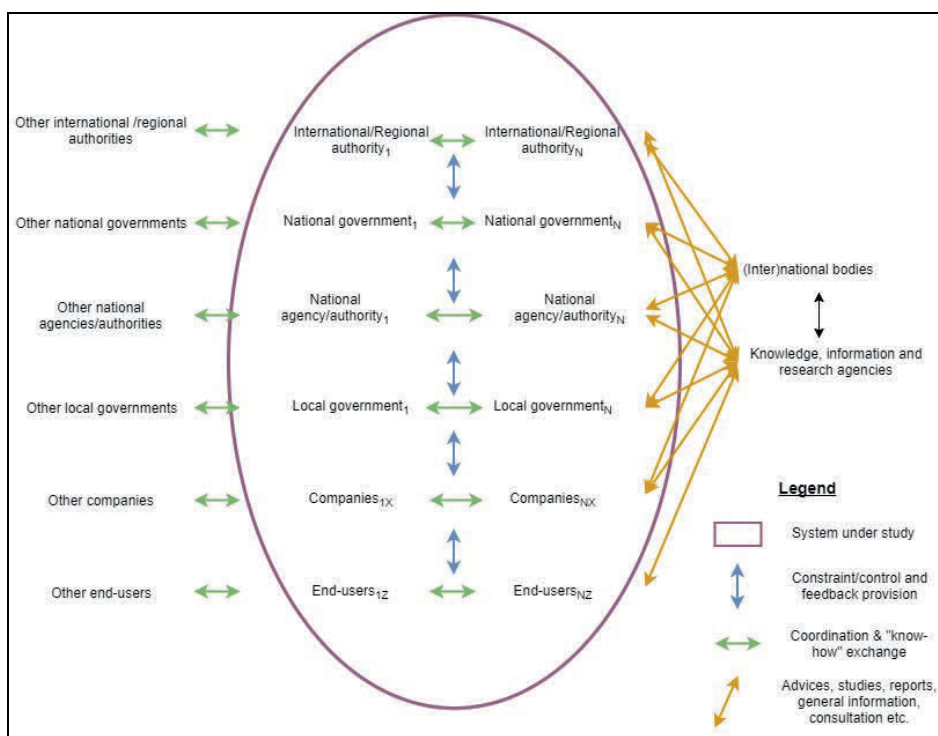 Other international /regional
authorities
International/Regional
authority1
International/Regional
authorityN
Other national governments
National government1
National governmentN
(Inter)national bodies
Other national
agencies/authorities
National
agency/authority1
National
agency/authorityN
Knowledge, information and
research agencies
Other local governments
Local government1
Local governmentN
Other companies
Companies1X
CompaniesNX
Other end-users
End-users1Z
End-usersNZ
Legend
System under study
Constraint/control and
feedback provision
Coordination & "know-
how" exchange
Advices, studies, reports,
general information,
consultation etc.